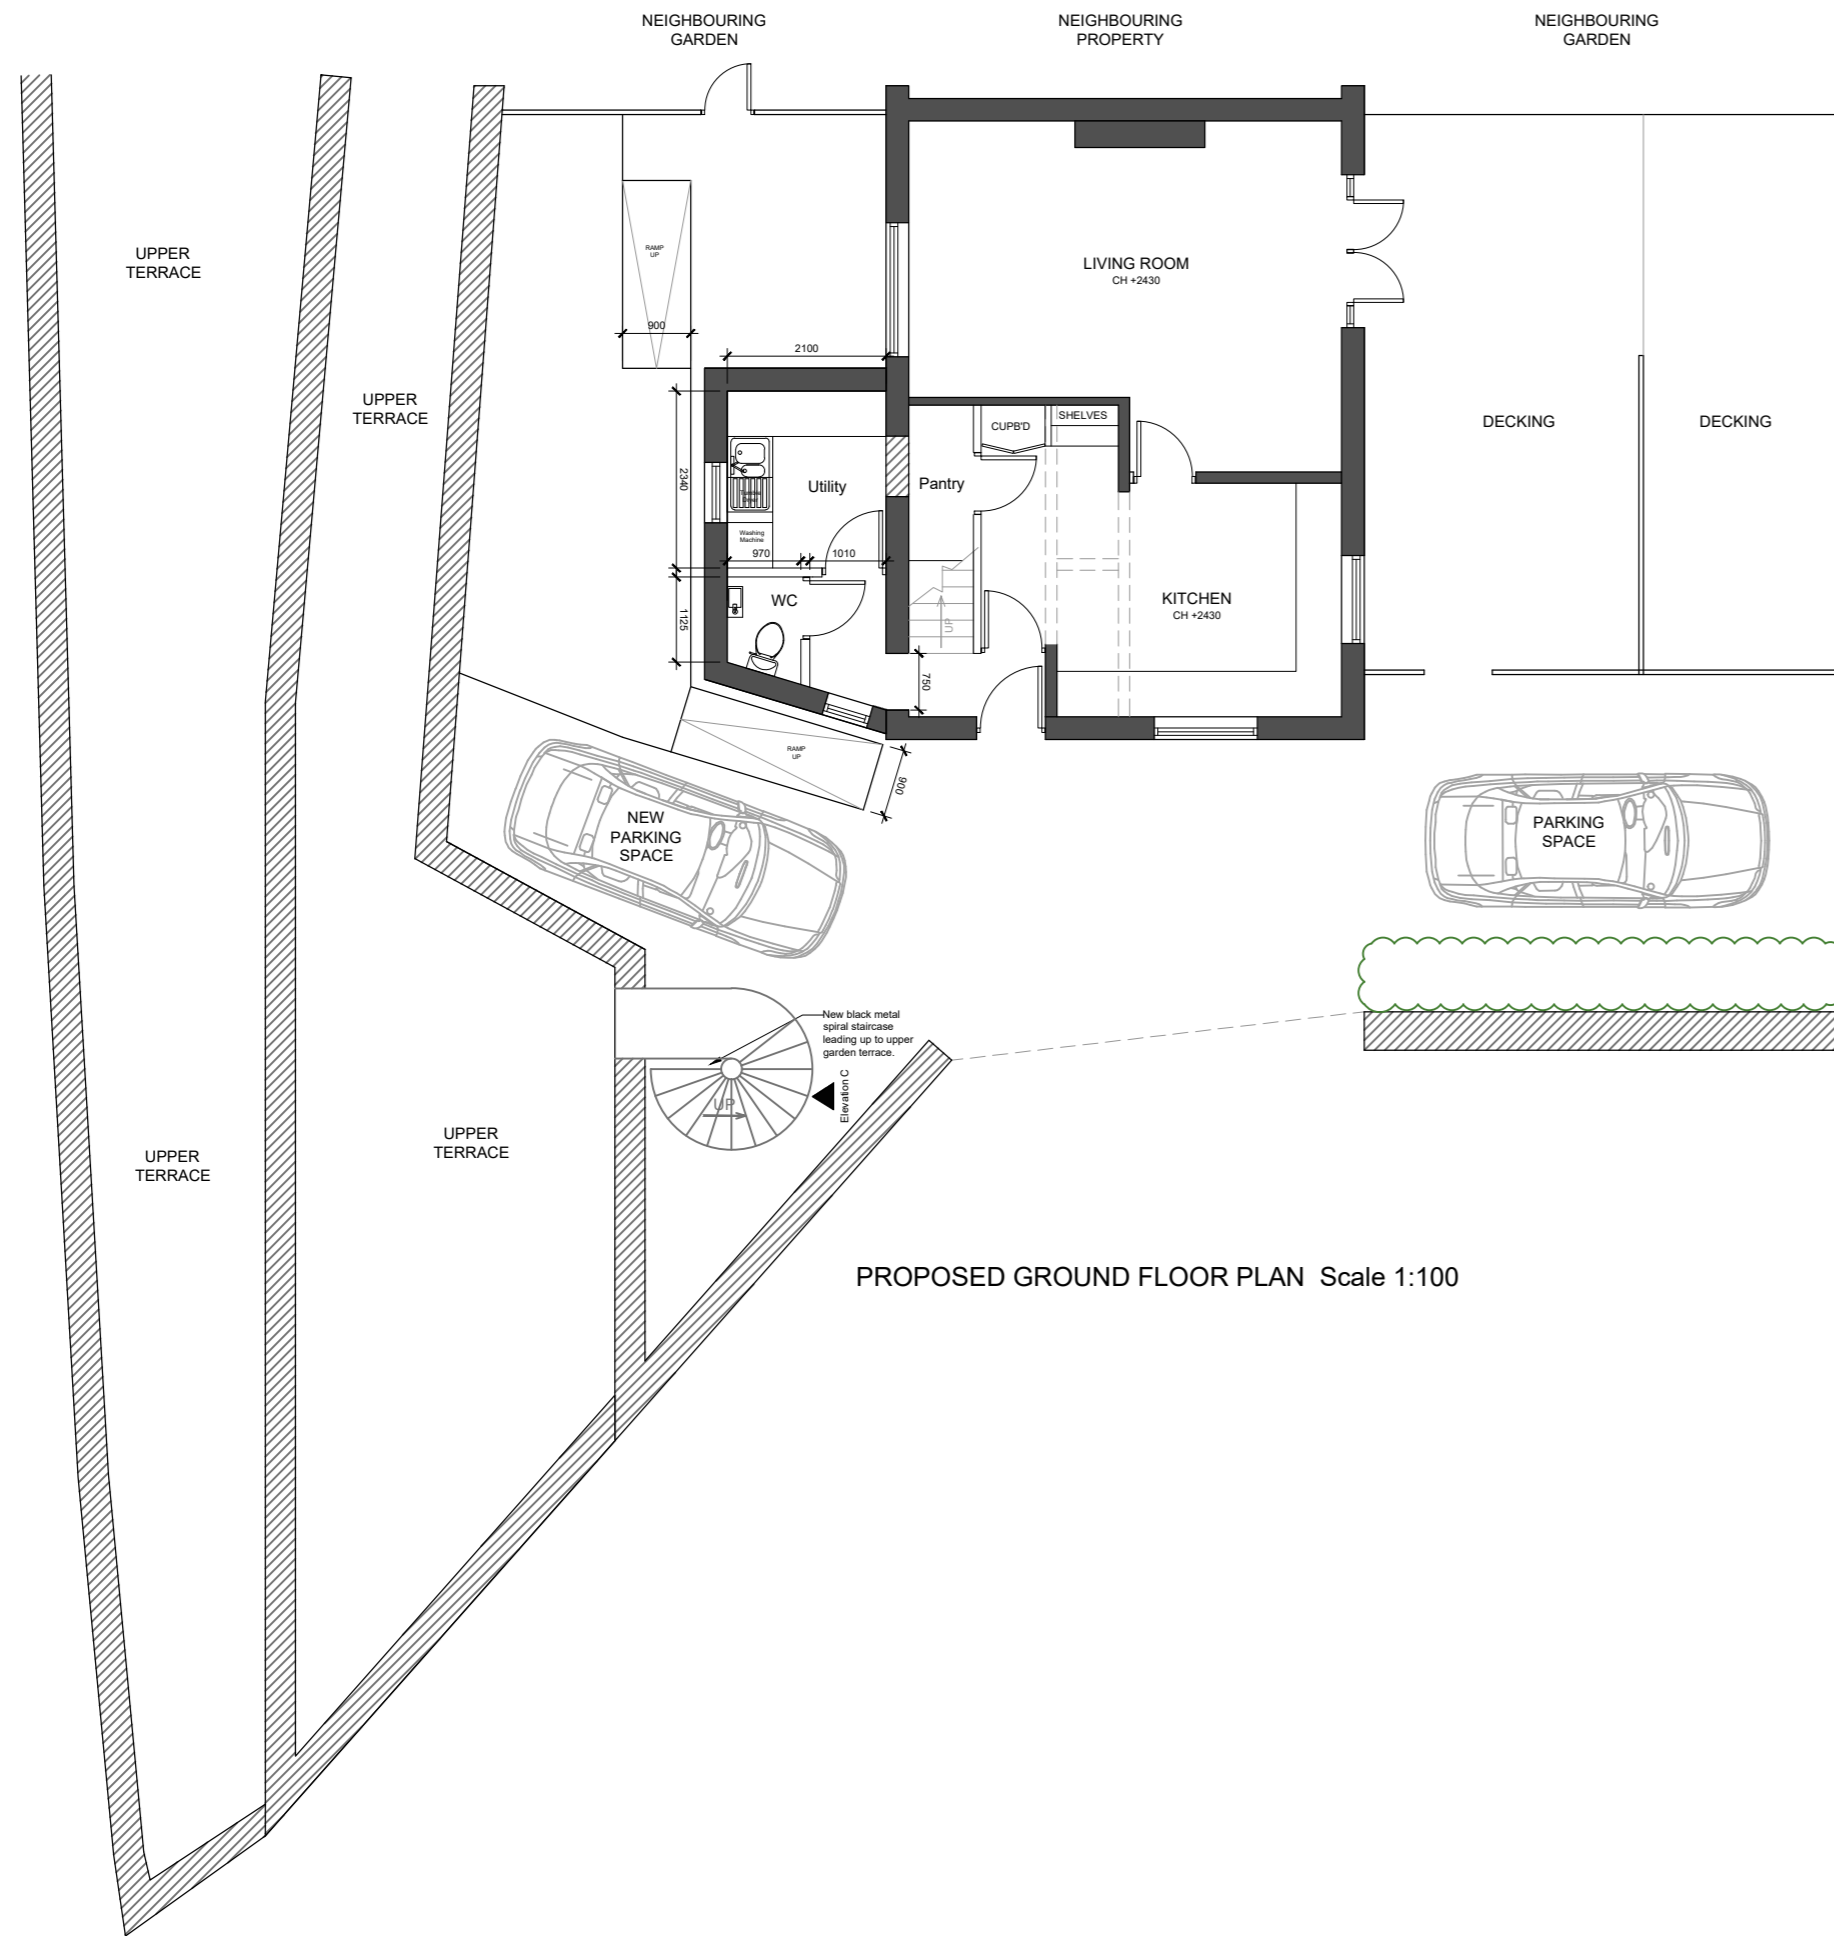 NEIGHBOURING
GARDEN
NEIGHBOURING
PROPERTY
NEIGHBOURING
GARDEN
UPPER
TERRACE
RAMP
UP
LIVING ROOM
CH +2430
900
2100
UPPER
TERRACE
CUPB'D
SHELVES
DECKING
DECKING
2340
Utility
Pantry
Tumble
Drier
Washing
Machine
970
1010
WC
1125
UP
KITCHEN
CH +2430
750
RAMP
UP
900
NEW
PARKING
SPACE
PARKING
SPACE
New black metal
spiral staircase
leading up to upper
garden terrace.
Elevation C
UP
UPPER
TERRACE
UPPER
TERRACE
PROPOSED GROUND FLOOR PLAN Scale 1:100